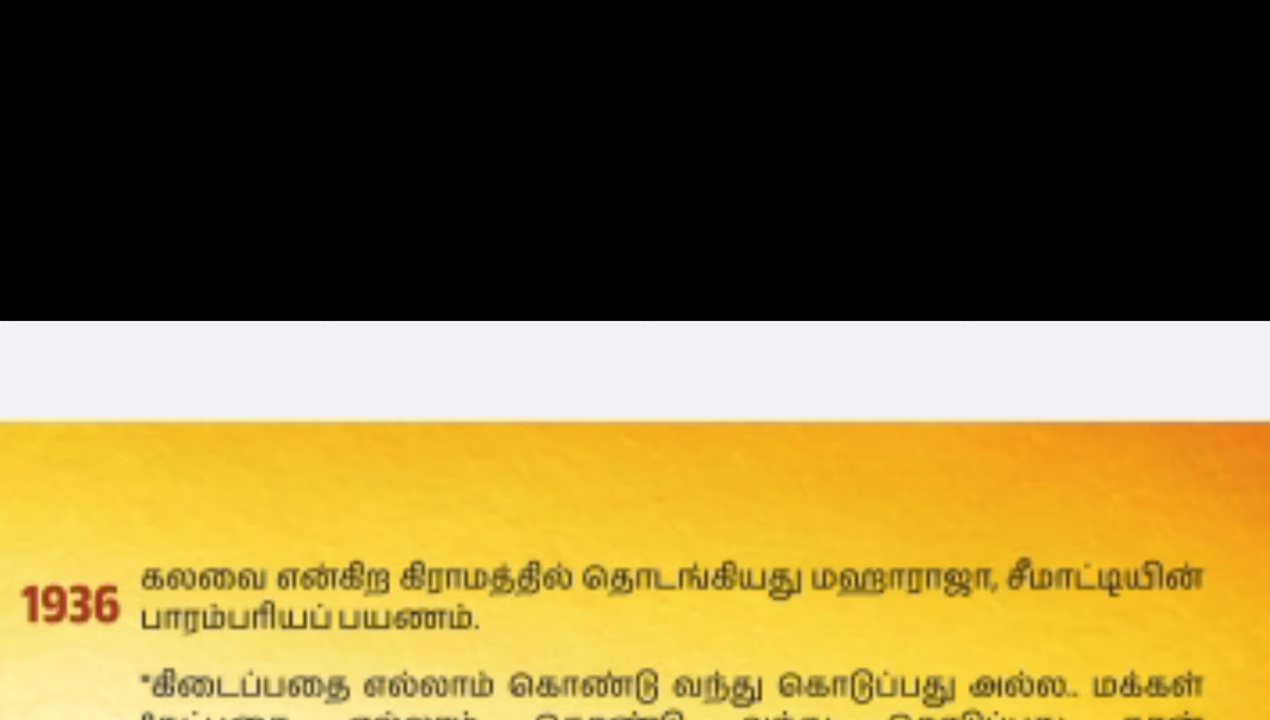 1936
கலவை என்கிற கிராமத்தில் தொடங்கியது மஹாராஜா, சீமாட்டியின்
பாரம்பரியப் பயணம்.
"கிடைப்பதை எல்லாம் கொண்டு வந்து கொடுப்பது அல்ல.. மக்கள்